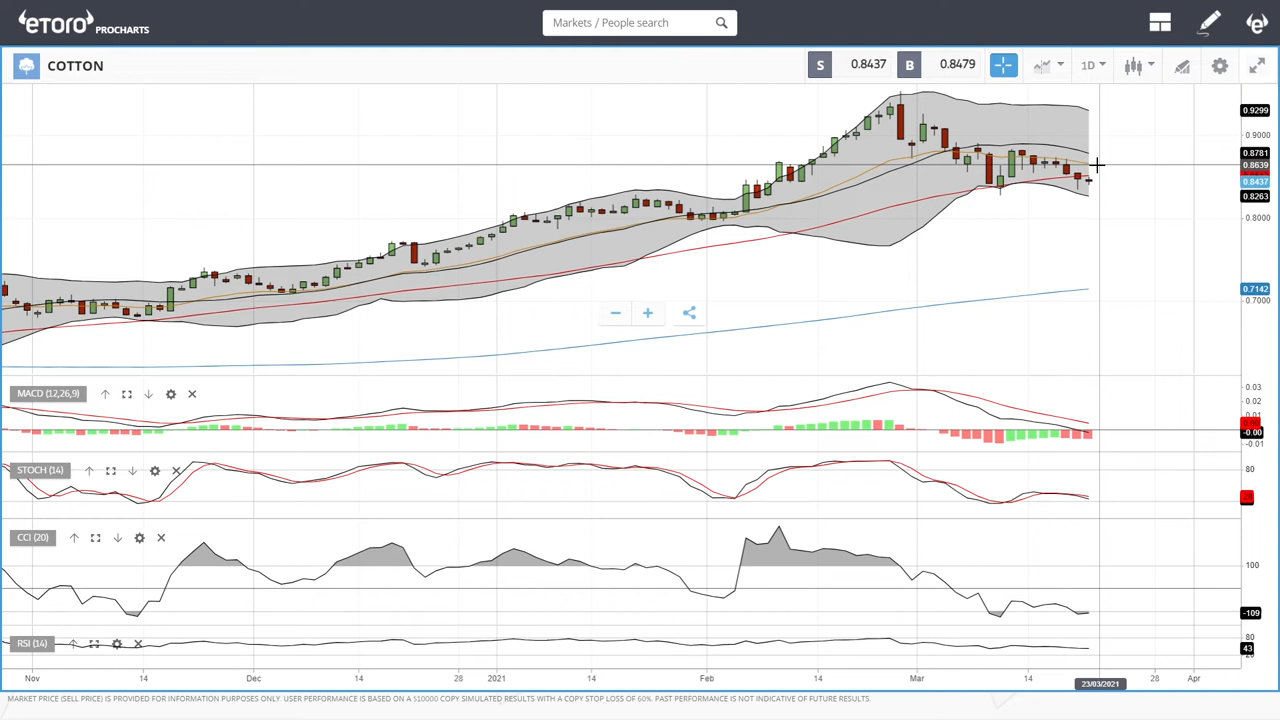 eToro PROCHARTS
Markets / People search
COTTON
S 0.8437 B 0.8479 1D
0.9299
0.9000
0.8781
0.8639
0.8437
0.8263
0.8000
0.7142
0.7000
MACD (12,26,9)
0.03
0.02
0.01
-0.00
-0.01
STOCH (14)
80
CCI (20)
100
-109
RSI (14)
80
43
Nov 14 Dec 14 28 2021 14 Feb 14 Mar 14 28 Apr
23/03/2021
MARKET PRICE (SELL PRICE) IS PROVIDED FOR INFORMATION PURPOSES ONLY. USER PERFORMANCE IS BASED ON A $10000 COPY SIMULATED RESULTS WITH A COPY STOP LOSS OF 60%. PAST PERFORMANCE IS NOT INDICATIVE OF FUTURE RESULTS.